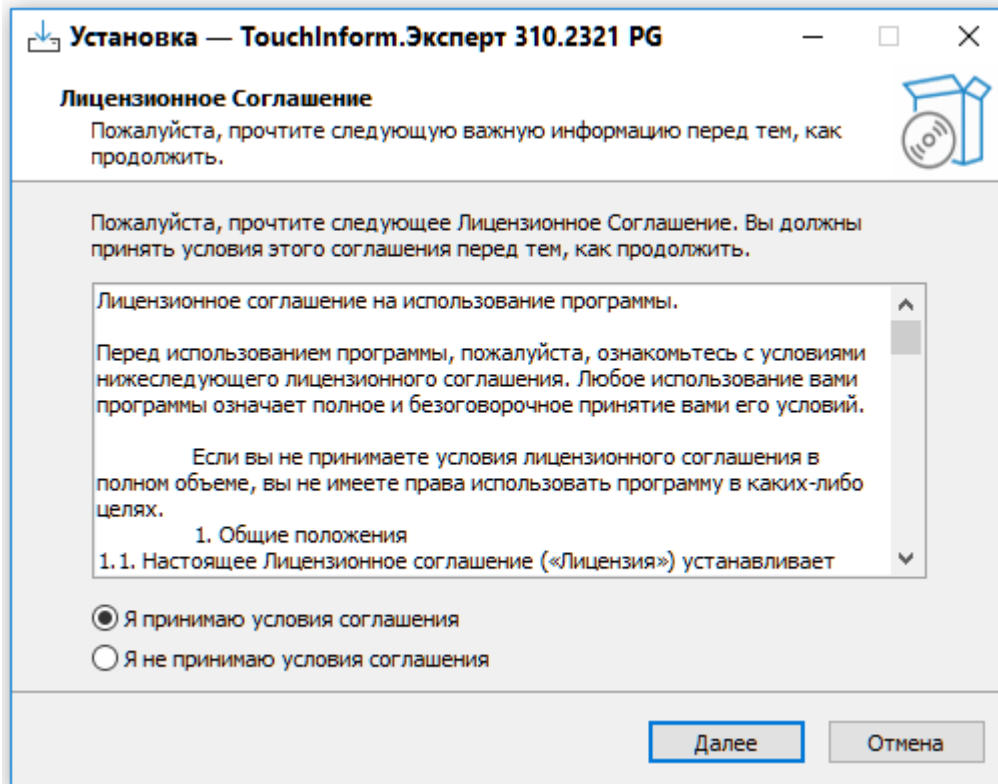 Установка — TouchInform.Эксперт 310.2321 PG
Лицензионное Соглашение
Пожалуйста, прочтите следующую важную информацию перед тем, как
продолжить.
Пожалуйста, прочтите следующее Лицензионное Соглашение. Вы должны
принять условия этого соглашения перед тем, как продолжить.
Лицензионное соглашение на использование программы.
Перед использованием программы, пожалуйста, ознакомьтесь с условиями
нижеследующего лицензионного соглашения. Любое использование вами
программы означает полное и безоговорочное принятие вами его условий.
Если вы не принимаете условия лицензионного соглашения в
полном объеме, вы не имеете права использовать программу в каких-либо
целях.
1. Общие положения
1.1. Настоящее Лицензионное соглашение («Лицензия») устанавливает
Я принимаю условия соглашения
Я не принимаю условия соглашения
Далее Отмена